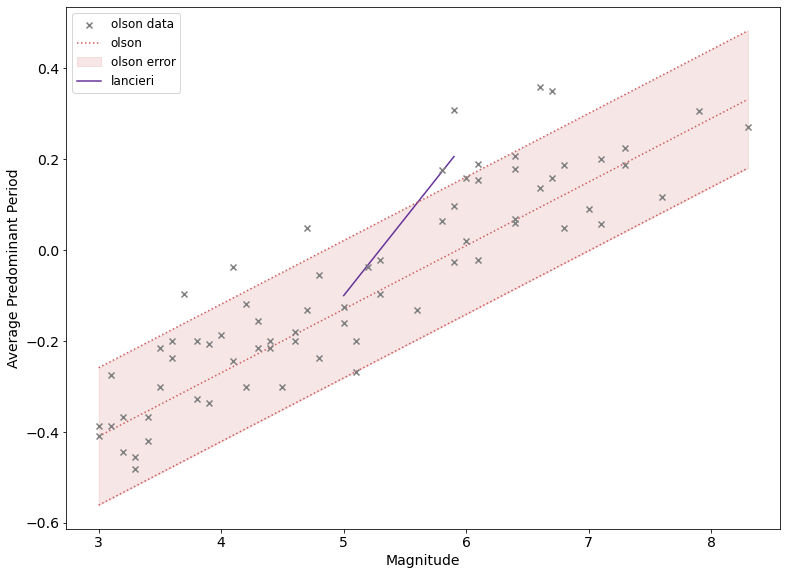 olson data
olson
olson error
lancieri
0.4
0.2
0.0
−0.2
−0.4
−0.6
Average Predominant Period
3 4 5 6 7 8
Magnitude